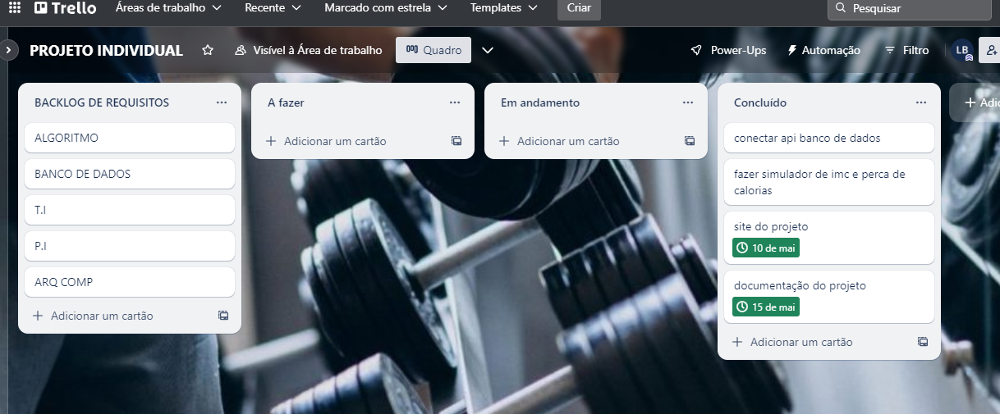 Trello
Áreas de trabalho
Recente
Marcado com estrela
Templates
Criar
Pesquisar
PROJETO INDIVIDUAL
Visível à Área de trabalho
Quadro
Power-Ups
Automação
Filtro
LB
BACKLOG DE REQUISITOS
ALGORITMO
BANCO DE DADOS
T.I
P.I
ARQ COMP
Adicionar um cartão
A fazer
Adicionar um cartão
Em andamento
Adicionar um cartão
Concluído
conectar api banco de dados
fazer simulador de imc e perca de
calorias
site do projeto
10 de mai
documentação do projeto
15 de mai
Adicionar um cartão
Adic